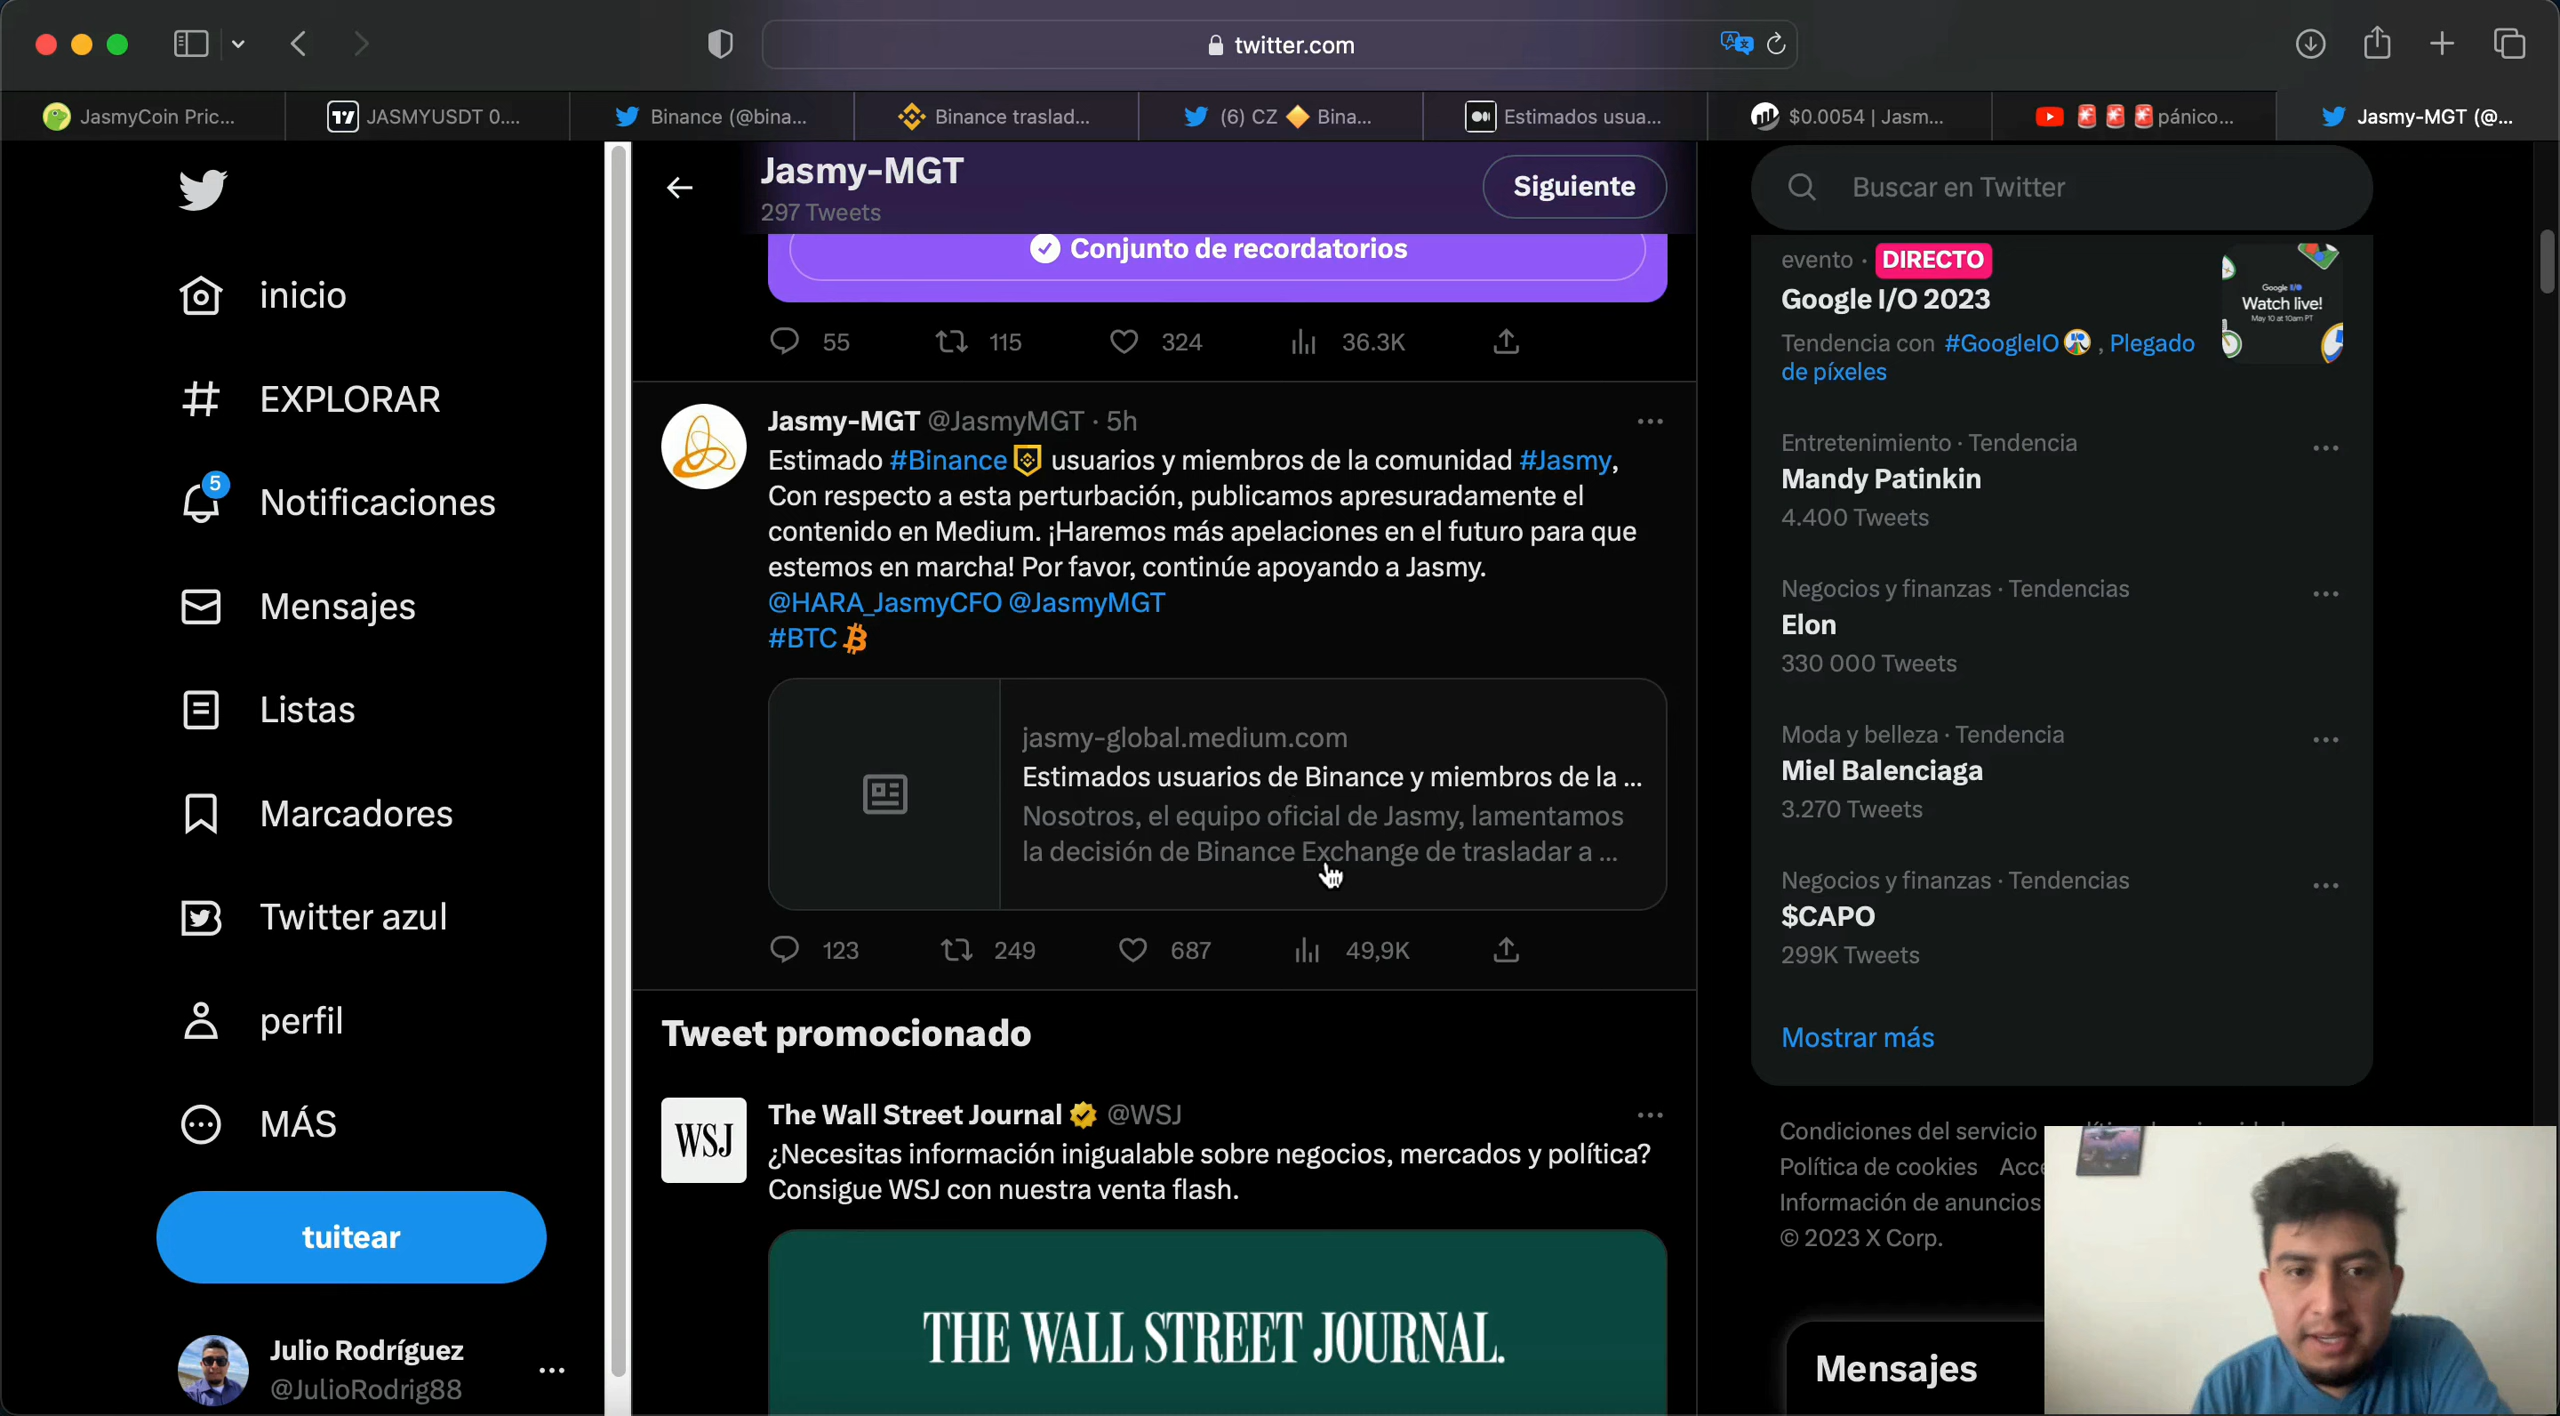 twitter.com
JasmyCoin Pric...
JASMYUSDT 0....
Binance (@bina...
Binance traslad...
(6) CZ 🔶 Bina...
Estimados usua...
$0.0054 | Jasm...
🚨 🚨 🚨 pánico...
Jasmy-MGT (@...
inicio
EXPLORAR
5
Notificaciones
Mensajes
Listas
Marcadores
Twitter azul
perfil
MÁS
tuitear
Julio Rodríguez
@JulioRodrig88
Jasmy-MGT
297 Tweets
Siguiente
Conjunto de recordatorios
55 115 324 36.3K
Jasmy-MGT @JasmyMGT · 5h
Estimado #Binance usuarios y miembros de la comunidad #Jasmy,
Con respecto a esta perturbación, publicamos apresuradamente el
contenido en Medium. ¡Haremos más apelaciones en el futuro para que
estemos en marcha! Por favor, continúe apoyando a Jasmy.
@HARA_JasmyCFO @JasmyMGT
#BTC
jasmy-global.medium.com
Estimados usuarios de Binance y miembros de la ...
Nosotros, el equipo oficial de Jasmy, lamentamos
la decisión de Binance Exchange de trasladar a ...
123 249 687 49,9K
Tweet promocionado
WSJ
The Wall Street Journal @WSJ
¿Necesitas información inigualable sobre negocios, mercados y política?
Consigue WSJ con nuestra venta flash.
THE WALL STREET JOURNAL.
Buscar en Twitter
evento · DIRECTO
Google I/O 2023
Tendencia con #GoogleIO , Plegado
de píxeles
Google I/O
Watch live!
May 10 at 10am PT
Entretenimiento · Tendencia
Mandy Patinkin
4.400 Tweets
Negocios y finanzas · Tendencias
Elon
330 000 Tweets
Moda y belleza · Tendencia
Miel Balenciaga
3.270 Tweets
Negocios y finanzas · Tendencias
$CAPO
299K Tweets
Mostrar más
Condiciones del servicio
Política de cookies Acce
Información de anuncios
© 2023 X Corp.
Mensajes